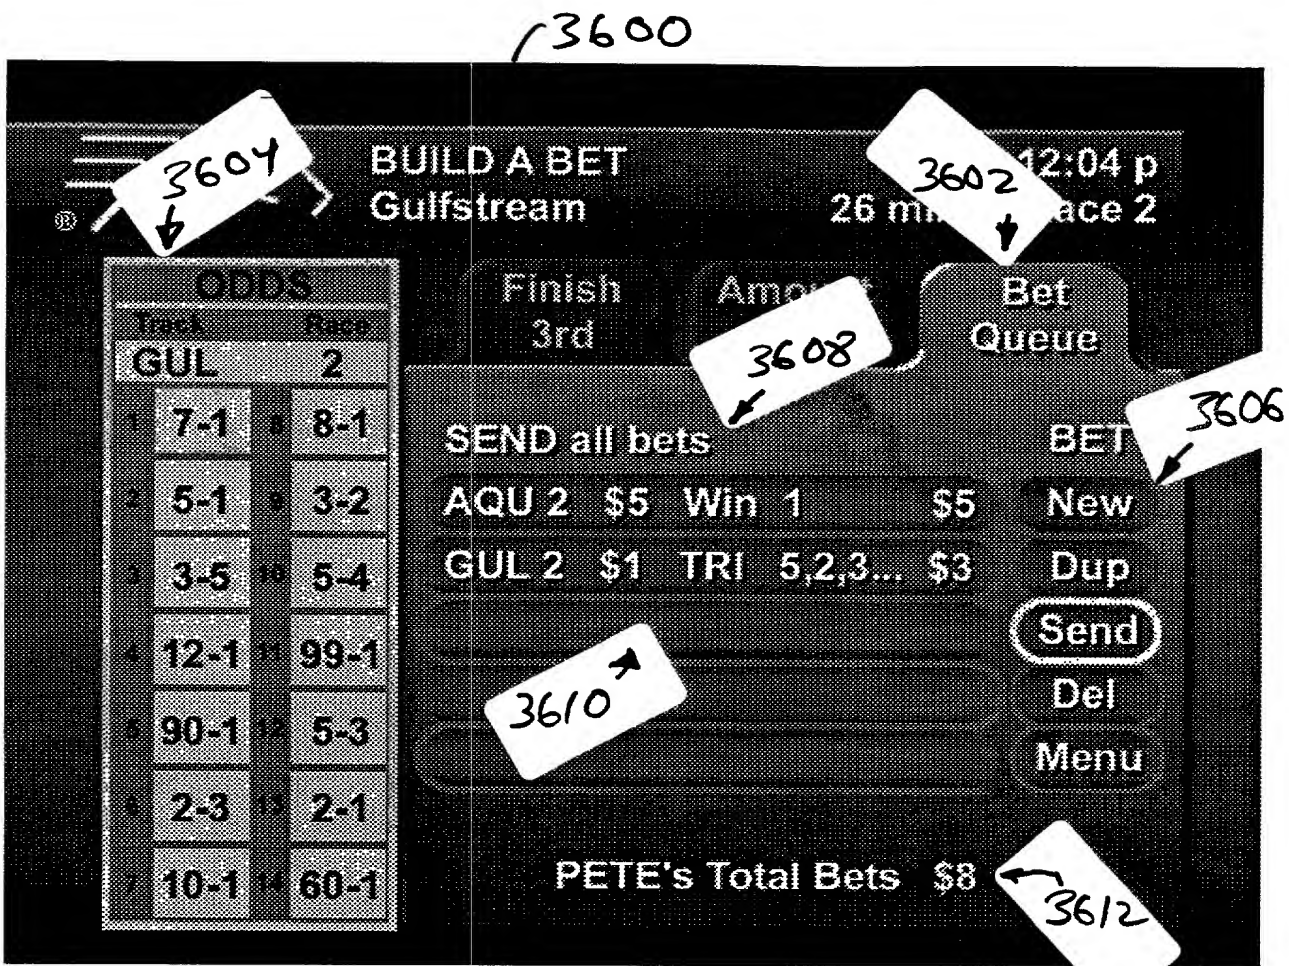 3600
3604
BUILD A BET
3602
12:04 p
®
Gulfstream
26 ace 2
ODDS
Track Race
GUL 2
1 7-1 8 8-1
2 5-1 9 3-2
3 3-5 10 5-4
4 12-1 11 99-1
5 90-1 12 5-3
6 2-3 13 2-1
7 10-1 14 60-1
Finish
3rd
Bet
Queue
3608
3606
SEND all bets
BET
AQU 2 $5 Win 1 $5
New
GUL 2 $1 TRI 5,2,3... $3
Dup
Send
3610
Del
Menu
PETE's Total Bets $8
3612